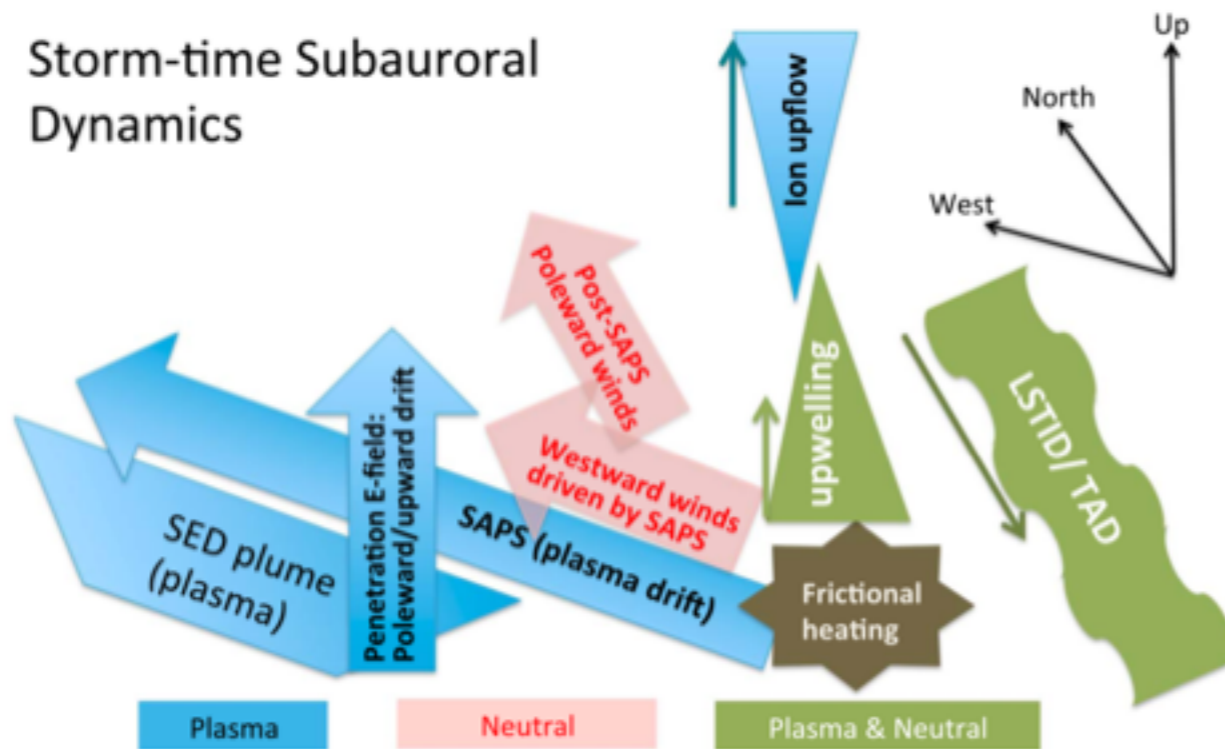 Storm-time Subauroral
Dynamics
Up
North
West
Ion upflow
Post-SAPS
Poleward winds
Westward winds
driven by SAPS
upwelling
LSTID/ TAD
Penetration E-field:
Poleward/upward drift
SAPS (plasma drift)
SED plume
(plasma)
Frictional
heating
Plasma
Neutral
Plasma & Neutral